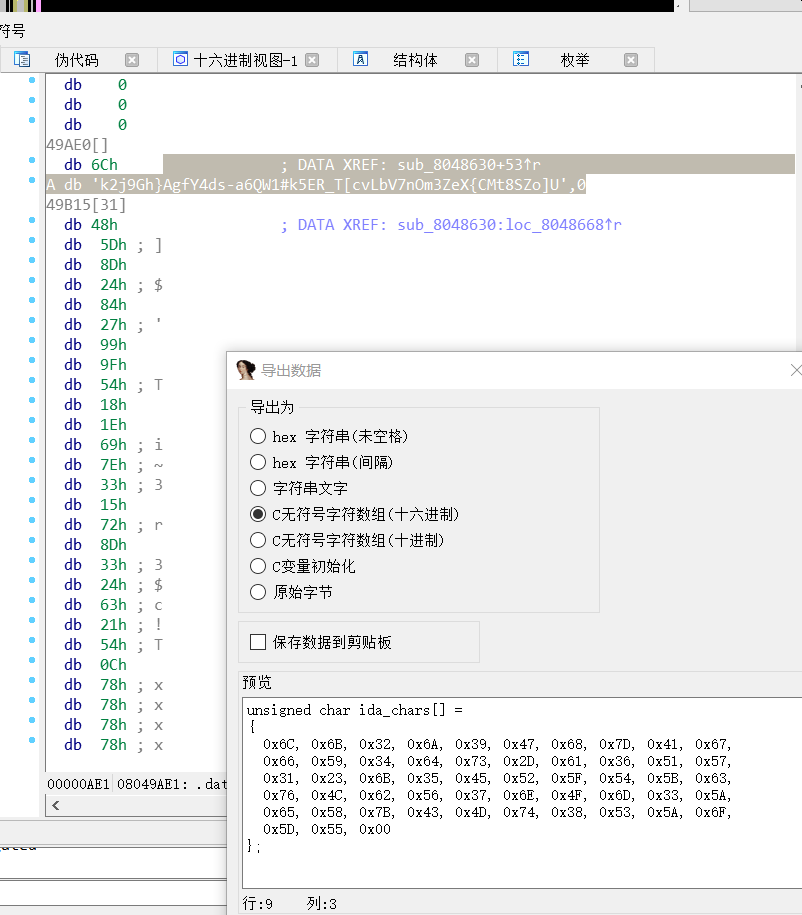 符号
伪代码 十六进制视图-1 结构体 枚举
db 0
db 0
db 0
49AE0[]
db 6Ch ; DATA XREF: sub_8048630+53↑r
A db 'k2j9Gh}AgfY4ds-a6QW1#k5ER_T[cvLbV7nOm3ZeX{CMt8SZo]U',0
49B15[31]
db 48h ; DATA XREF: sub_8048630:loc_8048668↑r
db 5Dh ; ]
db 8Dh
db 24h ; $
db 84h
db 27h ; '
db 99h
db 9Fh
db 54h ; T
db 18h
db 1Eh
db 69h ; i
db 7Eh ; ~
db 33h ; 3
db 15h
db 72h ; r
db 8Dh
db 33h ; 3
db 24h ; $
db 63h ; c
db 21h ; !
db 54h ; T
db 0Ch
db 78h ; x
db 78h ; x
db 78h ; x
db 78h ; x
00000AE1 08049AE1: .dat
导出数据
导出为
hex 字符串(未空格)
hex 字符串(间隔)
字符串文字
C无符号字符数组(十六进制)
C无符号字符数组(十进制)
C变量初始化
原始字节
保存数据到剪贴板
预览
unsigned char ida_chars[] =
{
0x6C, 0x6B, 0x32, 0x6A, 0x39, 0x47, 0x68, 0x7D, 0x41, 0x67,
0x66, 0x59, 0x34, 0x64, 0x73, 0x2D, 0x61, 0x36, 0x51, 0x57,
0x31, 0x23, 0x6B, 0x35, 0x45, 0x52, 0x5F, 0x54, 0x5B, 0x63,
0x76, 0x4C, 0x62, 0x56, 0x37, 0x6E, 0x4F, 0x6D, 0x33, 0x5A,
0x65, 0x58, 0x7B, 0x43, 0x4D, 0x74, 0x38, 0x53, 0x5A, 0x6F,
0x5D, 0x55, 0x00
};
行:9 列:3